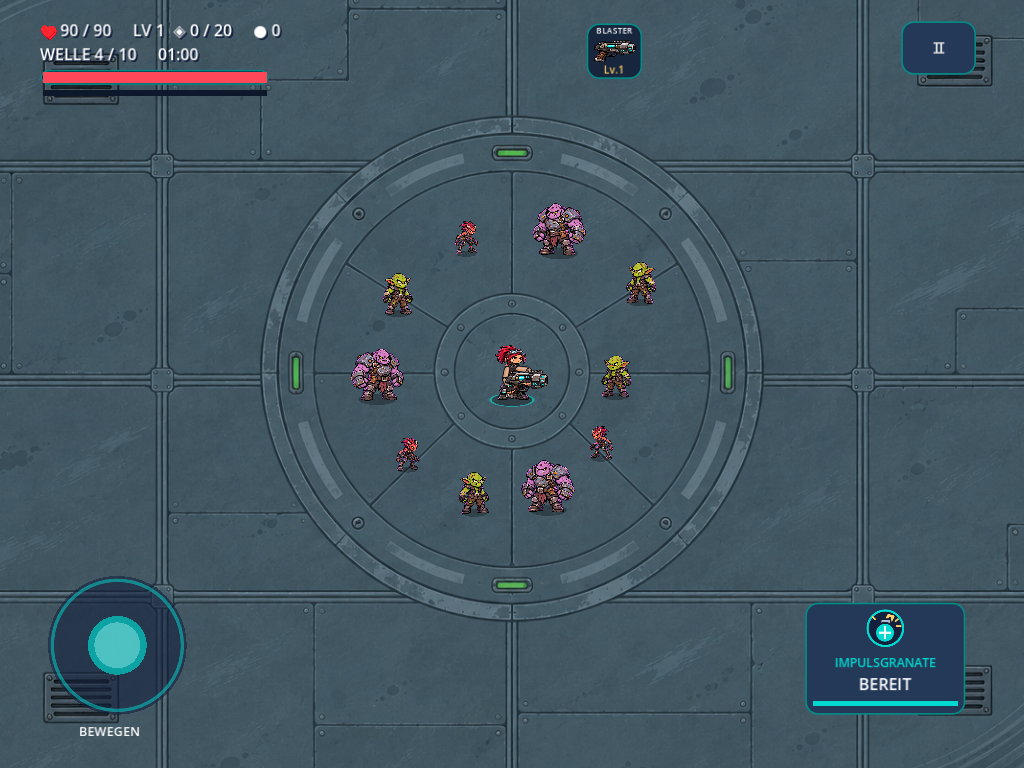 90 / 90 LV 1 0 / 20 0
WELLE 4 / 10 01:00
BLASTER
Lv.1
II
BEWEGEN
IMPULSGRANATE
BEREIT